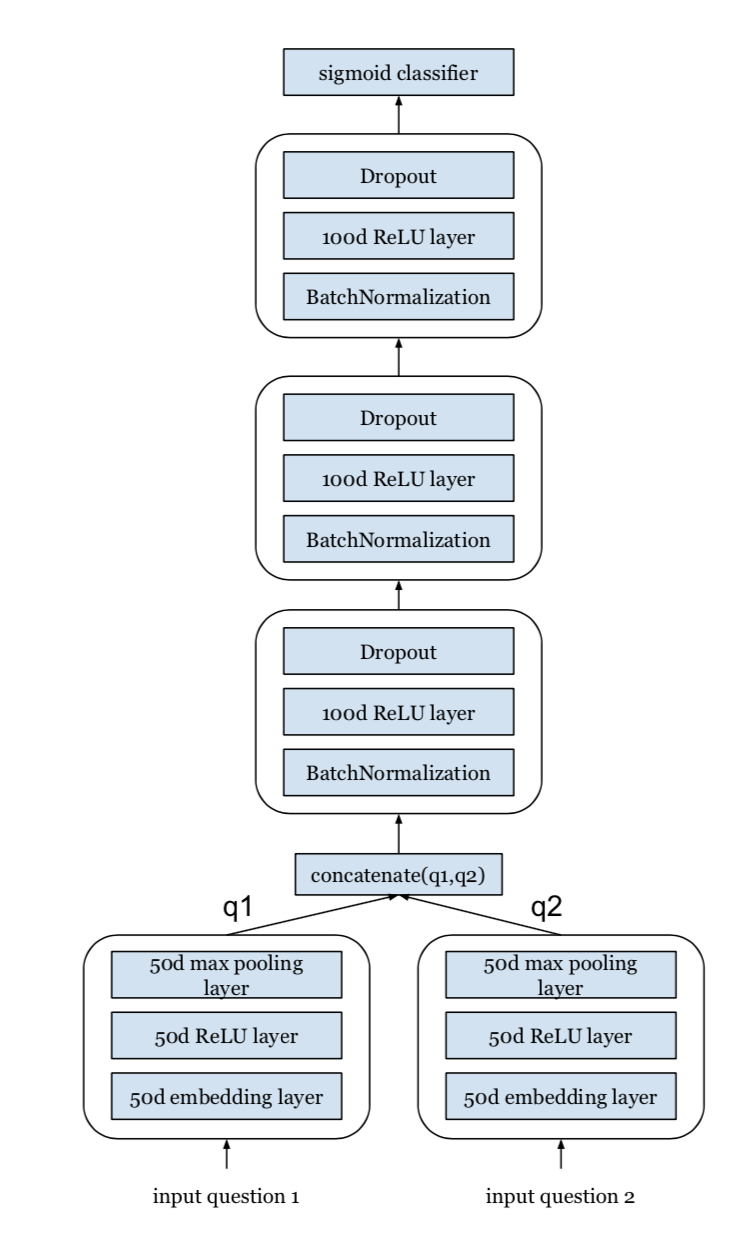 sigmoid classifier
Dropout
100d ReLU layer
BatchNormalization
Dropout
100d ReLU layer
BatchNormalization
Dropout
100d ReLU layer
BatchNormalization
concatenate(q1,q2)
q1
q2
50d max pooling
layer
50d ReLU layer
50d embedding layer
input question 1
50d max pooling
layer
50d ReLU layer
50d embedding layer
input question 2